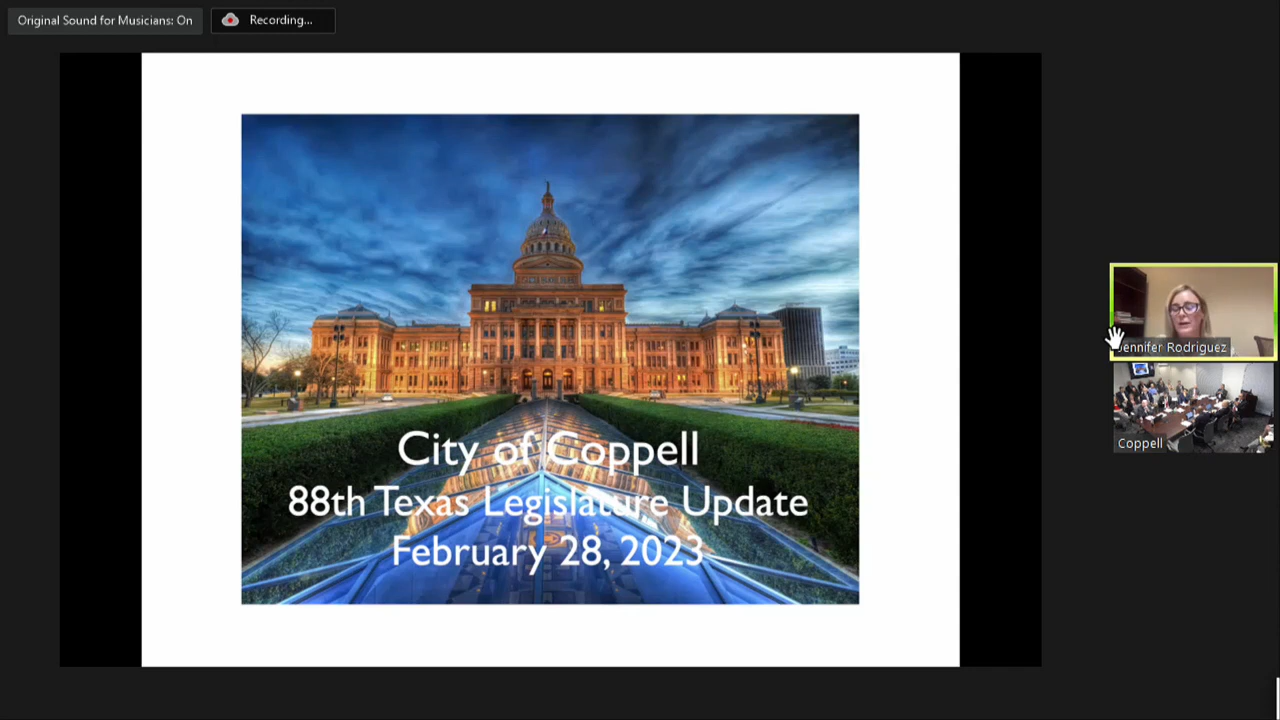 Original Sound for Musicians: On
Recording...
City of Coppell
88th Texas Legislature Update
February 28, 2023
Jennifer Rodriguez
Coppell